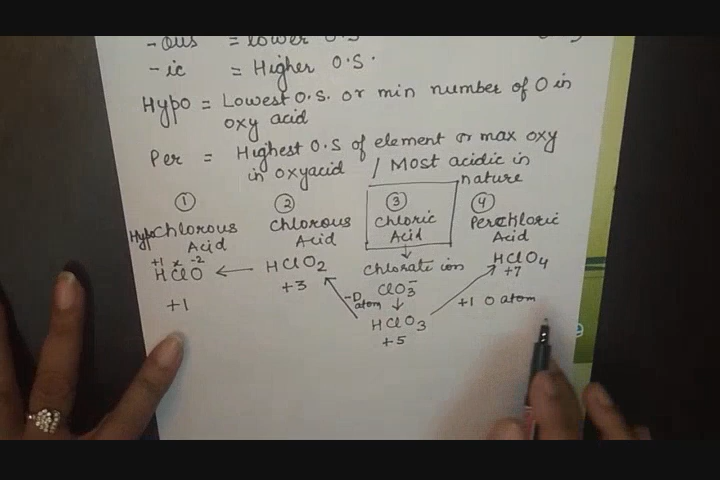 -ous = lower O.S.
-ic = Higher O.S.
Hypo = Lowest O.S. or min number of O in
oxy acid
Per = Highest O.S of element or max oxy
in oxyacid / Most acidic in
nature
① ② ③ ④
HypoChlorous chlorous chloric Perchloric
Acid Acid Acid Acid
+1 x -2
HClO HClO2 Chlorate ion HClO4
+1 +3 ClO3- +7
-O atom +1 O atom
HClO3
+5